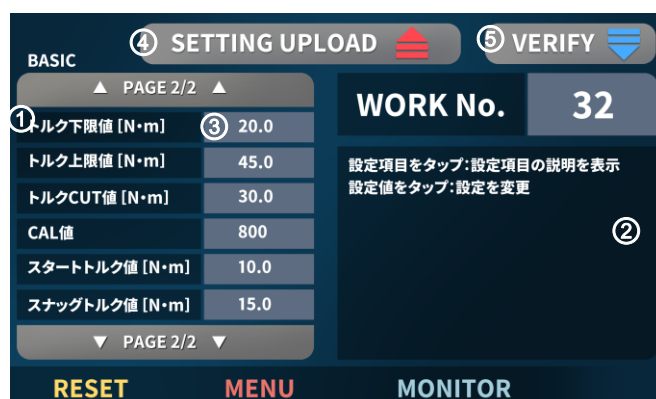 BASIC
④ SETTING UPLOAD
⑤ VERIFY
▲ PAGE 2/2 ▲
WORK No. 32
①トルク下限値 [N・m] ③ 20.0
トルク上限値 [N・m] 45.0
トルクCUT値 [N・m] 30.0
CAL値 800
スタートトルク値 [N・m] 10.0
スナッグトルク値 [N・m] 15.0
▼ PAGE 2/2 ▼
設定項目をタップ:設定項目の説明を表示
設定値をタップ:設定を変更
②
RESET MENU MONITOR